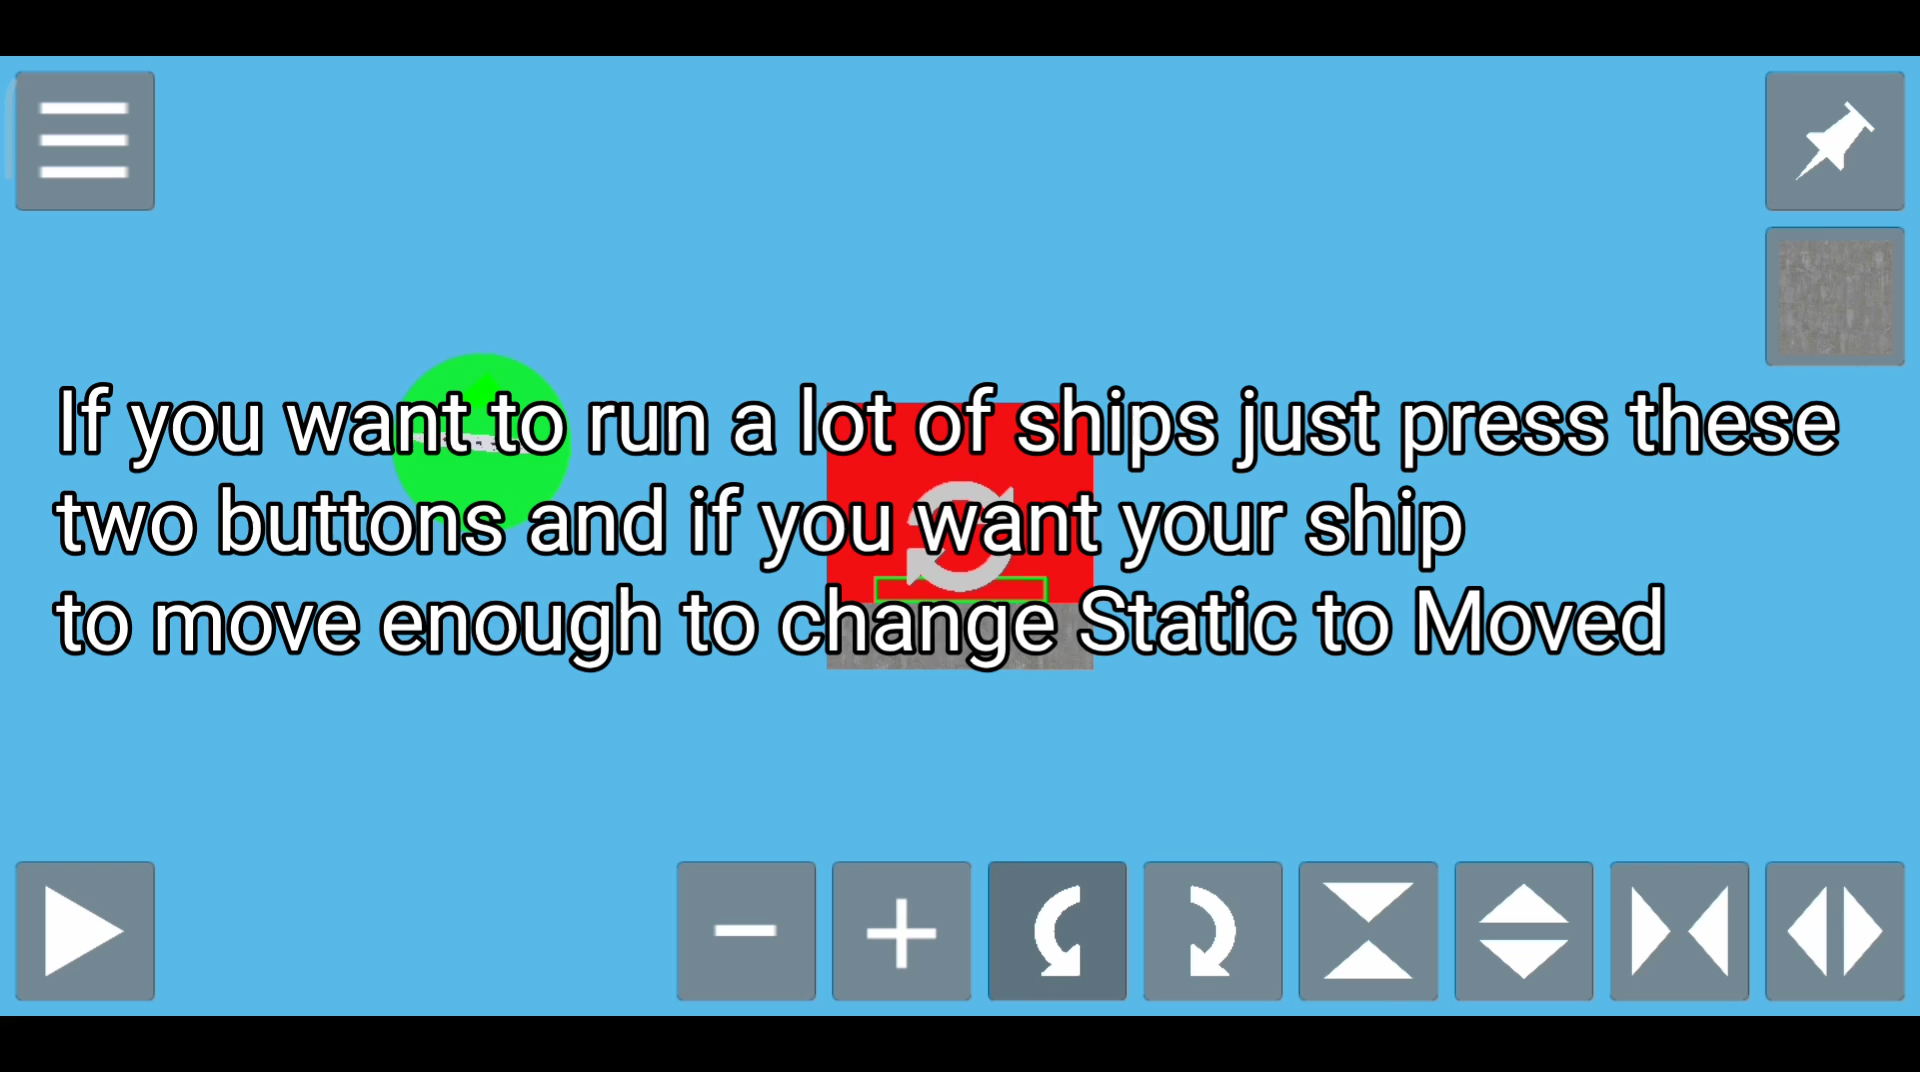 If you want to run a lot of ships just press these
two buttons and if you want your ship
to move enough to change Static to Moved